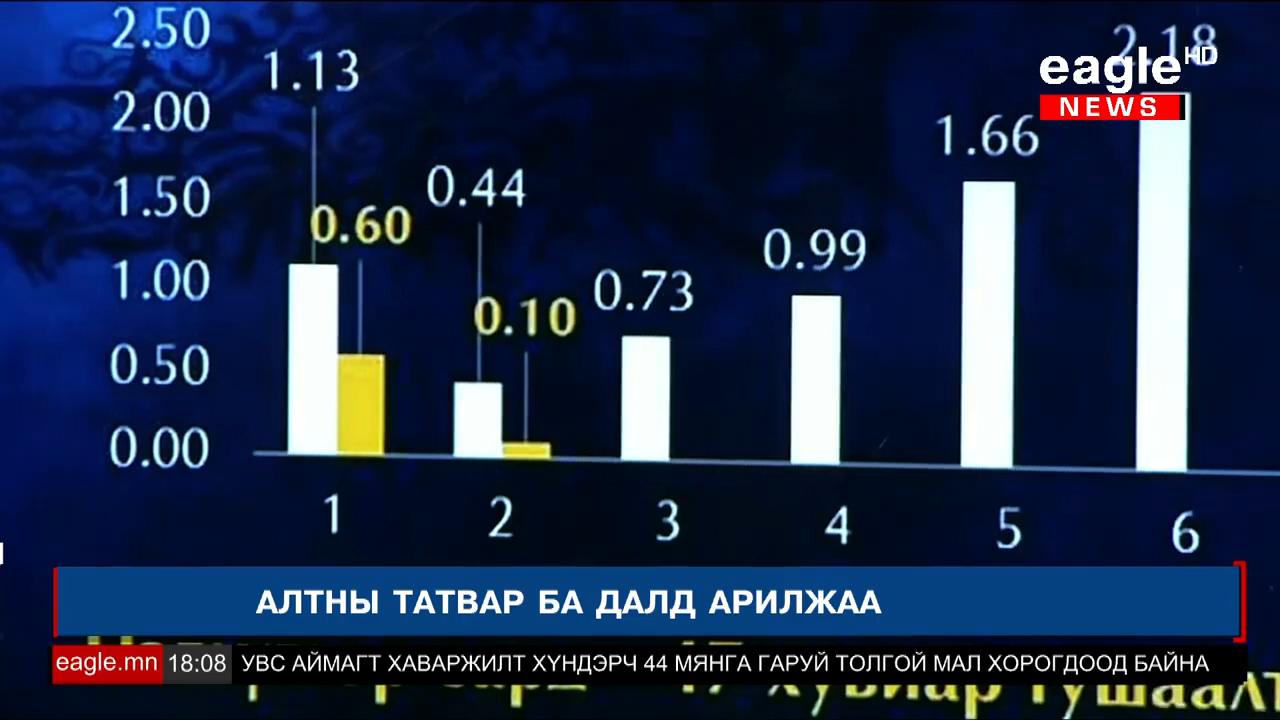 2.50
2.00
1.50
1.00
0.50
0.00
1.13
0.60
0.44
0.10
0.73
0.99
1.66
2.18
1 2 3 4 5 6
eagle HD
NEWS
АЛТНЫ ТАТВАР БА ДАЛД АРИЛЖАА
eagle.mn 18:08 УВС АЙМАГТ ХАВАРЖИЛТ ХҮНДЭРЧ 44 МЯНГА ГАРУЙ ТОЛГОЙ МАЛ ХОРОГДООД БАЙНА